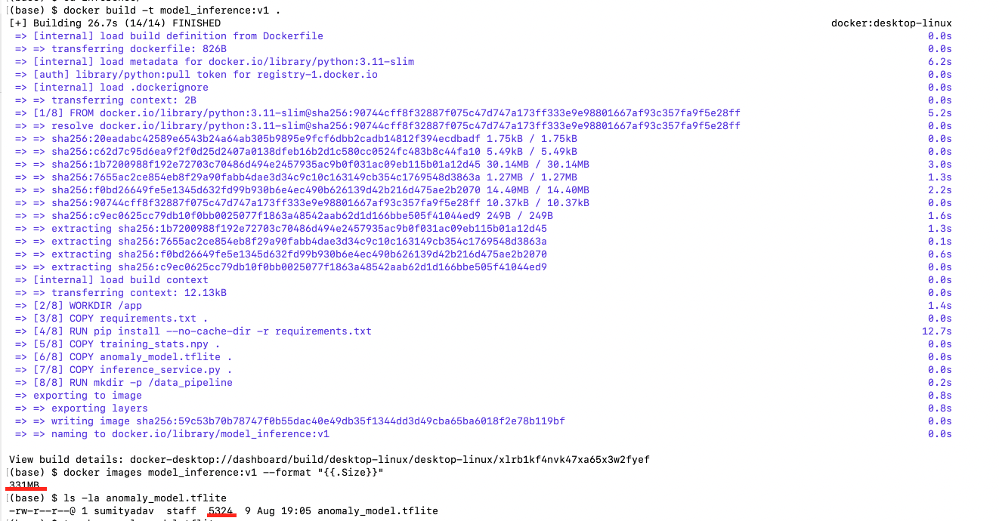 (base) $ docker build -t model_inference:v1 .
[+] Building 26.7s (14/14) FINISHED docker:desktop-linux
=> [internal] load build definition from Dockerfile 0.0s
=> => transferring dockerfile: 826B 0.0s
=> [internal] load metadata for docker.io/library/python:3.11-slim 6.2s
=> [auth] library/python:pull token for registry-1.docker.io 0.0s
=> [internal] load .dockerignore 0.0s
=> => transferring context: 2B 0.0s
=> [1/8] FROM docker.io/library/python:3.11-slim@sha256:90744cff8f32887f075c47d747a173ff333e9e98801667af93c357fa9f5e28ff 5.2s
=> => resolve docker.io/library/python:3.11-slim@sha256:90744cff8f32887f075c47d747a173ff333e9e98801667af93c357fa9f5e28ff 0.0s
=> => sha256:20eadabc42589e6543b24a64ab305b9895e9fcf6dbb2cadb14812f394ecdbadf 1.75kB / 1.75kB 0.0s
=> => sha256:c62d7c95d6ea9f2f0d25d2407a0138dfeb16b2d1c580cc0524fc483b8c44fa10 5.49kB / 5.49kB 0.0s
=> => sha256:1b7200988f192e72703c70486d494e2457935ac9b0f031ac09eb115b01a12d45 30.14MB / 30.14MB 3.0s
=> => sha256:7655ac2ce854eb8f29a90fabb4dae3d34c9c10c163149cb354c1769548d3863a 1.27MB / 1.27MB 1.3s
=> => sha256:f0bd26649fe5e1345d632fd99b930b6e4ec490b626139d42b216d475ae2b2070 14.40MB / 14.40MB 2.2s
=> => sha256:90744cff8f32887f075c47d747a173ff333e9e98801667af93c357fa9f5e28ff 10.37kB / 10.37kB 0.0s
=> => sha256:c9ec0625cc79db10f0bb0025077f1863a48542aab62d1d166bbe505f41044ed9 249B / 249B 1.6s
=> => extracting sha256:1b7200988f192e72703c70486d494e2457935ac9b0f031ac09eb115b01a12d45 1.3s
=> => extracting sha256:7655ac2ce854eb8f29a90fabb4dae3d34c9c10c163149cb354c1769548d3863a 0.1s
=> => extracting sha256:f0bd26649fe5e1345d632fd99b930b6e4ec490b626139d42b216d475ae2b2070 0.6s
=> => extracting sha256:c9ec0625cc79db10f0bb0025077f1863a48542aab62d1d166bbe505f41044ed9 0.0s
=> [internal] load build context 0.0s
=> => transferring context: 12.13kB 0.0s
=> [2/8] WORKDIR /app 1.4s
=> [3/8] COPY requirements.txt . 0.0s
=> [4/8] RUN pip install --no-cache-dir -r requirements.txt 12.7s
=> [5/8] COPY training_stats.npy . 0.0s
=> [6/8] COPY anomaly_model.tflite . 0.0s
=> [7/8] COPY inference_service.py . 0.0s
=> [8/8] RUN mkdir -p /data_pipeline 0.2s
=> exporting to image 0.8s
=> => exporting layers 0.8s
=> => writing image sha256:59c53b70b78747f0b55dac40e49db35f1344dd3d49cba65ba6018f2e78b119bf 0.0s
=> => naming to docker.io/library/model_inference:v1 0.0s
View build details: docker-desktop://dashboard/build/desktop-linux/desktop-linux/xlrb1kf4nvk47xa65x3w2fyef
(base) $ docker images model_inference:v1 --format "{{.Size}}"
331MB
(base) $ ls -la anomaly_model.tflite
-rw-r--r--@ 1 sumityadav staff 5324 9 Aug 19:05 anomaly_model.tflite